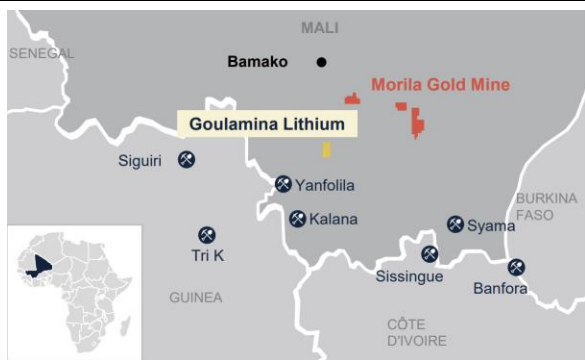 MALI
SENEGAL
Bamako
Morila Gold Mine
Goulamina Lithium
Siguiri
Yanfolila
BURKINA
FASO
Kalana
Syama
Tri K
Sissingue
Banfora
GUINEA
CÔTE
D'IVOIRE